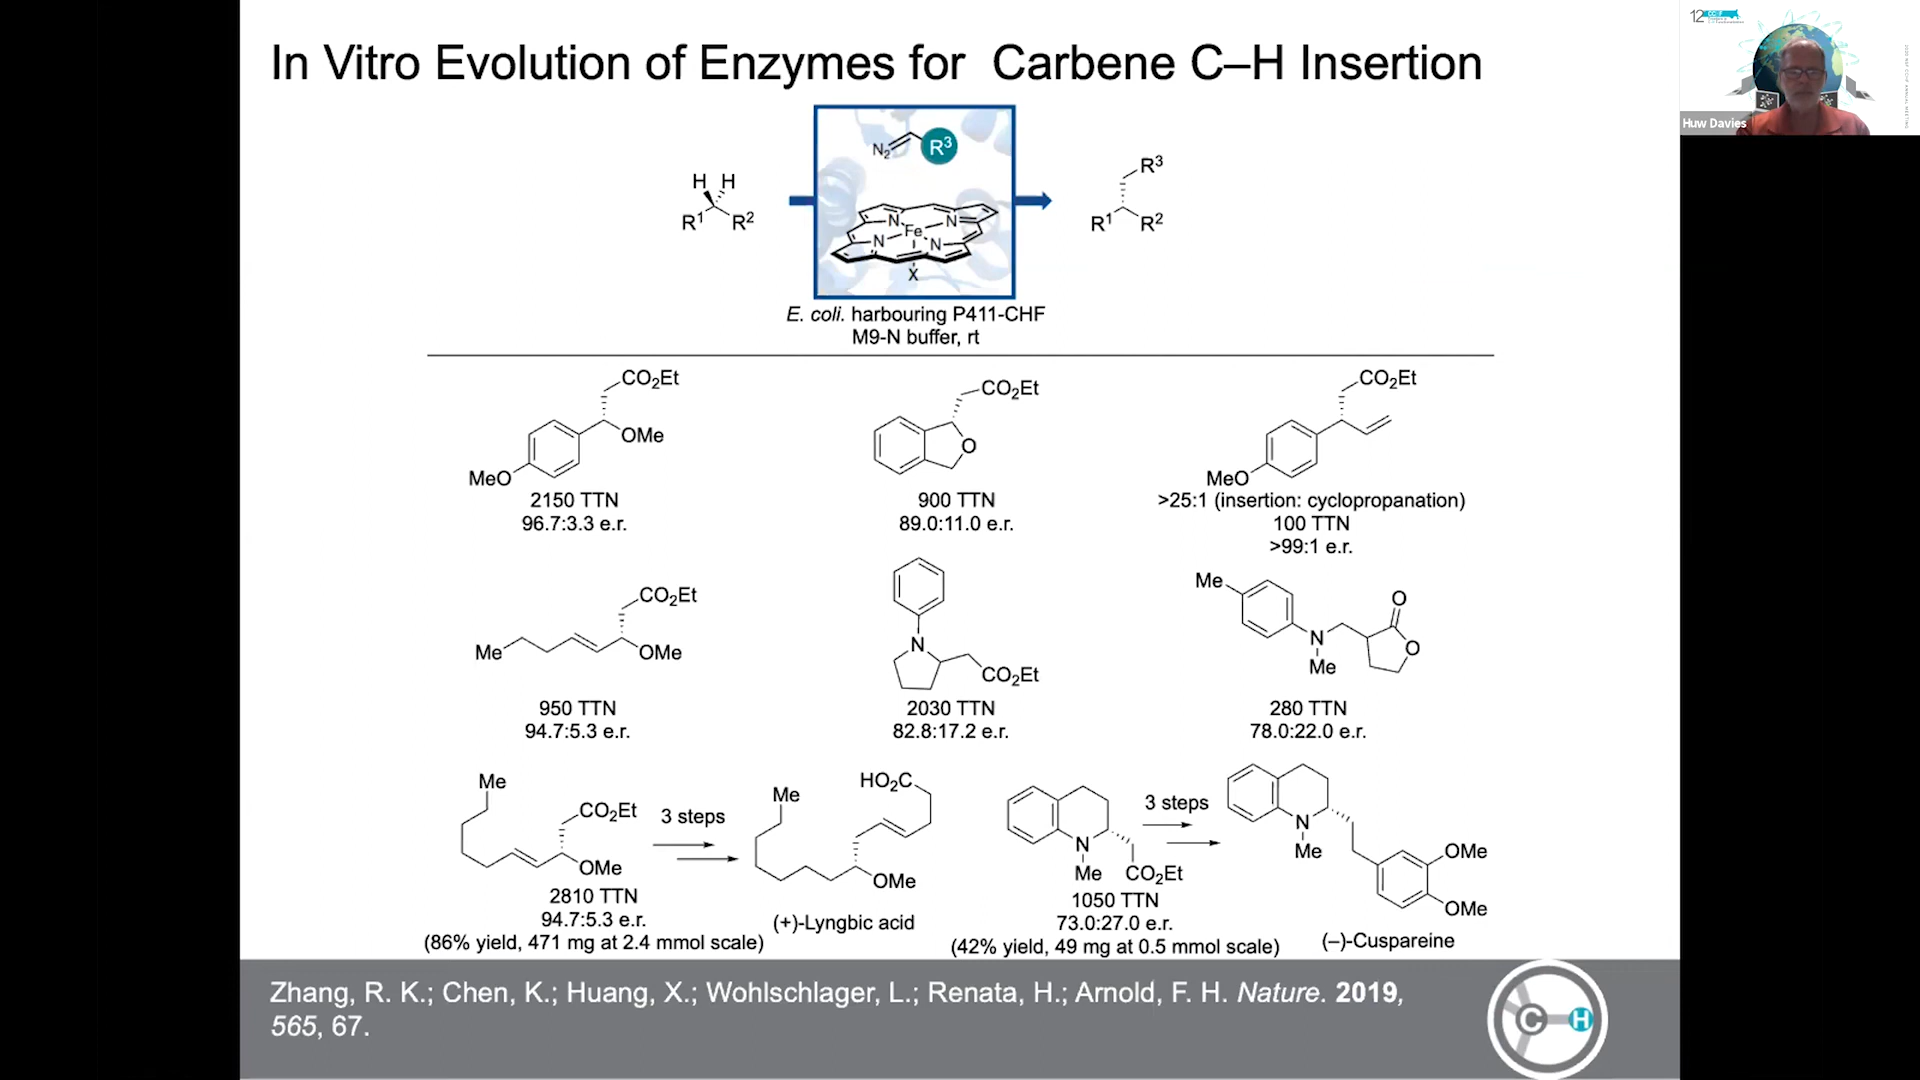 In Vitro Evolution of Enzymes for Carbene C–H Insertion
12
Huw Davies
N₂
R³
H H
R¹ R²
N N
Fe
N N
X
R³
R¹ R²
E. coli. harbouring P411-CHF
M9-N buffer, rt
CO₂Et
OMe
MeO
2150 TTN
96.7:3.3 e.r.
CO₂Et
O
900 TTN
89.0:11.0 e.r.
CO₂Et
MeO
>25:1 (insertion: cyclopropanation)
100 TTN
>99:1 e.r.
CO₂Et
Me
OMe
950 TTN
94.7:5.3 e.r.
N
CO₂Et
2030 TTN
82.8:17.2 e.r.
Me
O
N
O
Me
280 TTN
78.0:22.0 e.r.
Me
CO₂Et
OMe
2810 TTN
94.7:5.3 e.r.
(86% yield, 471 mg at 2.4 mmol scale)
3 steps
HO₂C
Me
OMe
(+)-Lyngbic acid
N
Me CO₂Et
1050 TTN
73.0:27.0 e.r.
(42% yield, 49 mg at 0.5 mmol scale)
3 steps
N
Me
OMe
OMe
(–)-Cuspareine
Zhang, R. K.; Chen, K.; Huang, X.; Wohlschlager, L.; Renata, H.; Arnold, F. H. Nature. 2019,
565, 67.
C H